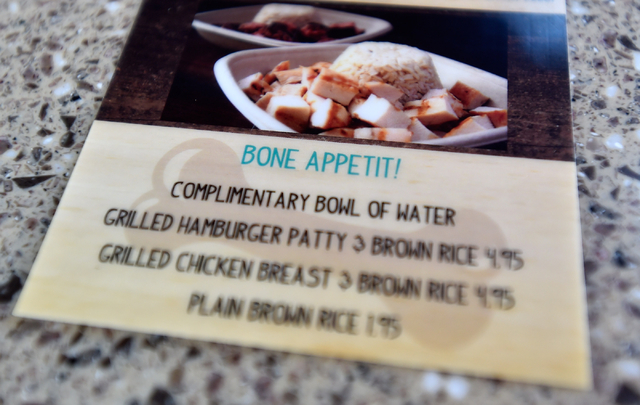 BONE APPETIT!
COMPLIMENTARY BOWL OF WATER
GRILLED HAMBURGER PATTY & BROWN RICE 4.95
GRILLED CHICKEN BREAST & BROWN RICE 4.95
PLAIN BROWN RICE 1.95